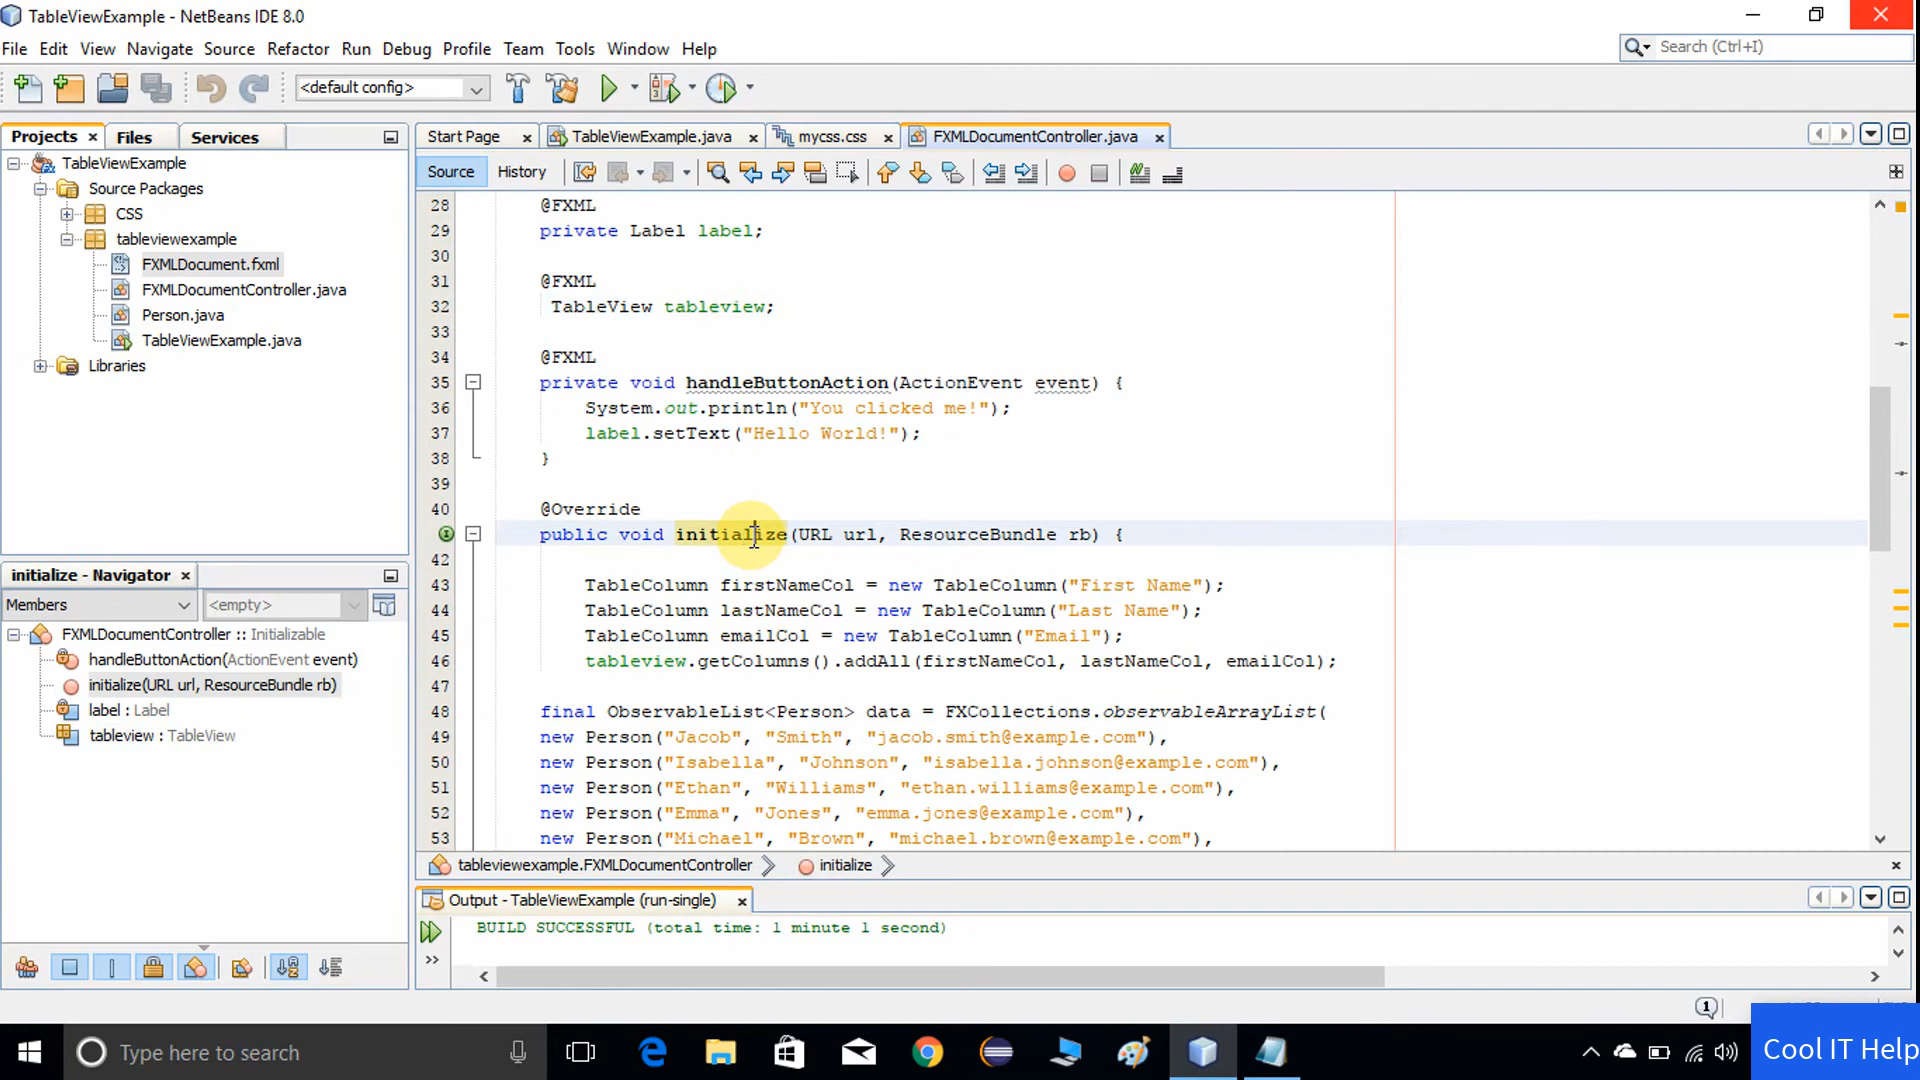 TableViewExample - NetBeans IDE 8.0
File Edit View Navigate Source Refactor Run Debug Profile Team Tools Window Help
Search (Ctrl+I)
<default config>
Projects Files Services
Start Page TableViewExample.java mycss.css FXMLDocumentController.java
Source History
TableViewExample
Source Packages
CSS
tableviewexample
FXMLDocument.fxml
FXMLDocumentController.java
Person.java
TableViewExample.java
Libraries
initialize - Navigator
Members <empty>
FXMLDocumentController :: Initializable
handleButtonAction(ActionEvent event)
initialize(URL url, ResourceBundle rb)
label : Label
tableview : TableView
28 @FXML
29 private Label label;
30
31 @FXML
32 TableView tableview;
33
34 @FXML
35 private void handleButtonAction(ActionEvent event) {
36 System.out.println("You clicked me!");
37 label.setText("Hello World!");
38 }
39
40 @Override
public void initialize(URL url, ResourceBundle rb) {
42
43 TableColumn firstNameCol = new TableColumn("First Name");
44 TableColumn lastNameCol = new TableColumn("Last Name");
45 TableColumn emailCol = new TableColumn("Email");
46 tableview.getColumns().addAll(firstNameCol, lastNameCol, emailCol);
47
48 final ObservableList<Person> data = FXCollections.observableArrayList(
49 new Person("Jacob", "Smith", "jacob.smith@example.com"),
50 new Person("Isabella", "Johnson", "isabella.johnson@example.com"),
51 new Person("Ethan", "Williams", "ethan.williams@example.com"),
52 new Person("Emma", "Jones", "emma.jones@example.com"),
53 new Person("Michael", "Brown", "michael.brown@example.com"),
tableviewexample.FXMLDocumentController initialize
Output - TableViewExample (run-single)
BUILD SUCCESSFUL (total time: 1 minute 1 second)
Type here to search
Cool IT Help